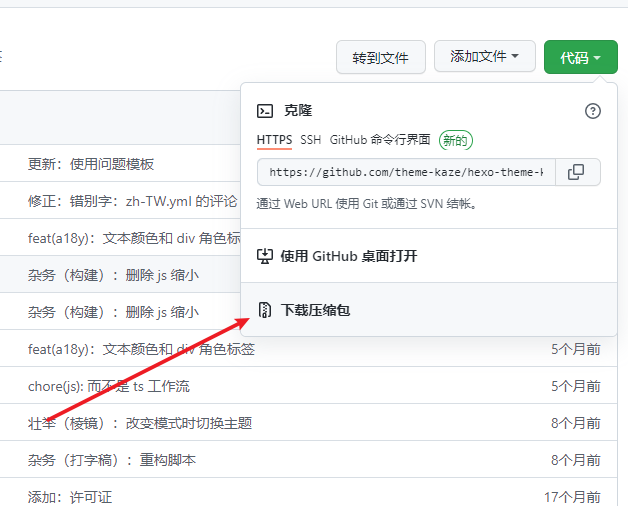 转到文件 添加文件 代码
克隆
HTTPS SSH GitHub 命令行界面 新的
https://github.com/theme-kaze/hexo-theme-k
通过 Web URL 使用 Git 或通过 SVN 结帐。
使用 GitHub 桌面打开
下载压缩包
更新：使用问题模板
修正：错别字：zh-TW.yml 的评论
feat(a18y)：文本颜色和 div 角色标
杂务（构建）：删除 js 缩小
杂务（构建）：删除 js 缩小
feat(a18y)：文本颜色和 div 角色标签 5个月前
chore(js): 而不是 ts 工作流 5个月前
壮举（棱镜）：改变模式时切换主题 8个月前
杂务（打字稿）：重构脚本 8个月前
添加：许可证 17个月前